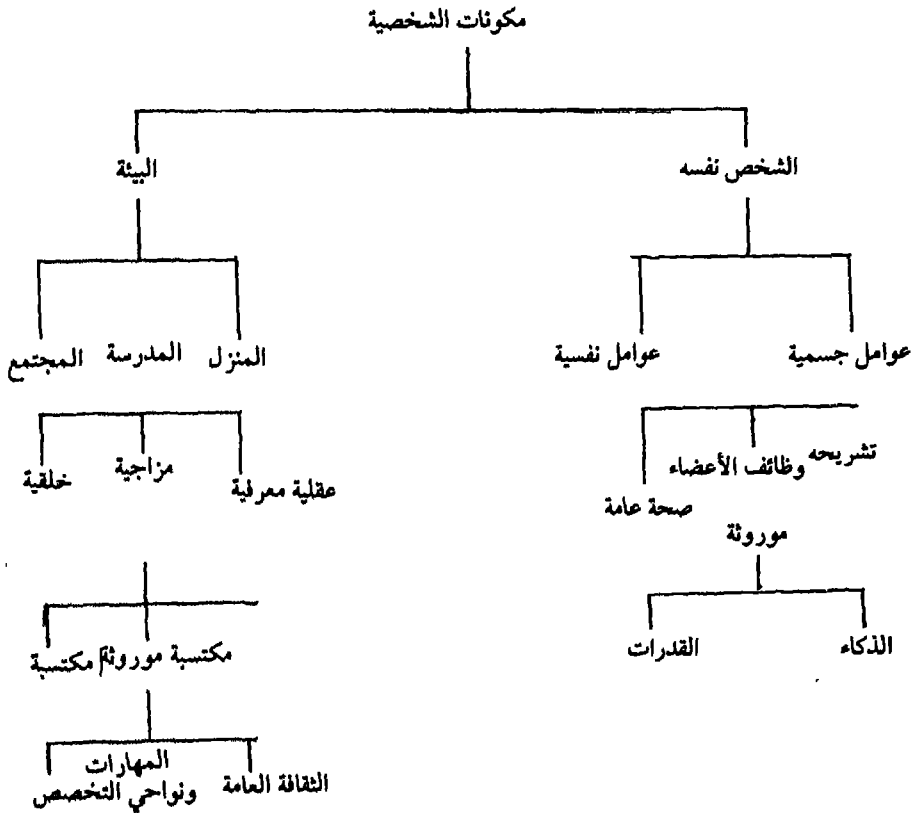 مكونات الشخصية
الشخص نفسه
البيئة
عوامل جسمية
عوامل نفسية
المنزل
المدرسة
المجتمع
تشريحه
وظائف الأعضاء
صحة عامة
عقلية معرفية
مزاجية
خلقية
موروثة
الذكاء
القدرات
مكتسبة
موروثة
مكتسبة
الثقافة العامة
المهارات
ونواحي التخصص